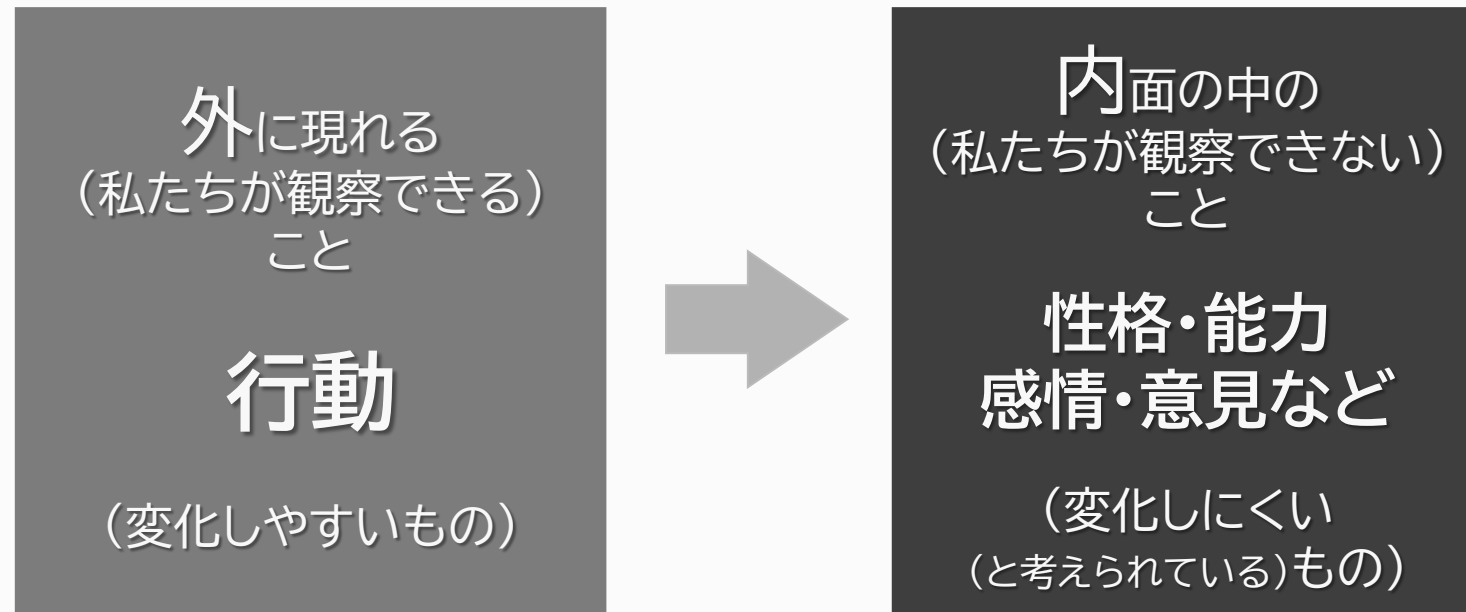 外に現れる
（私たちが観察できる）
こと
行動
（変化しやすいもの）
内面の中の
（私たちが観察できない）
こと
性格・能力
感情・意見など
（変化しにくい
（と考えられている）もの）